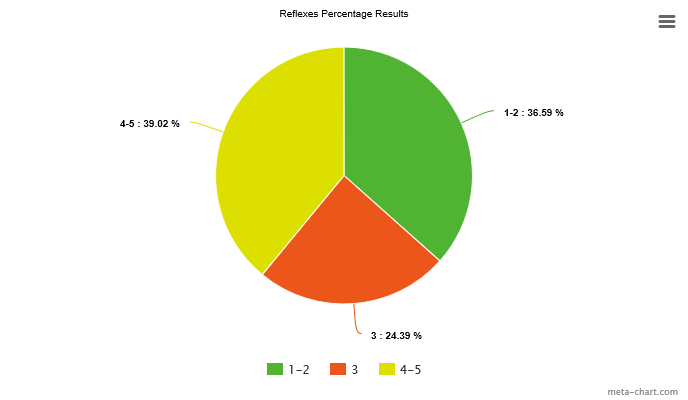 Reflexes Percentage Results
4-5 : 39.02 %
1-2 : 36.59 %
3 : 24.39 %
1-2
3
4-5
meta-chart.com